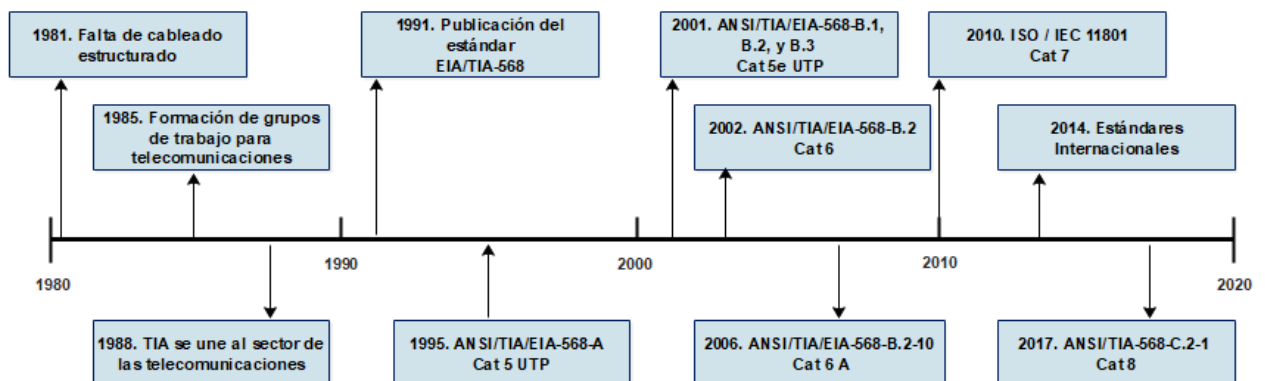 1981. Falta de cableado
estructurado
1991. Publicación del
estándar
EIA/TIA-568
2001. ANSI/TIA/EIA-568-B.1,
B.2, y B.3
Cat 5e UTP
2010. ISO / IEC 11801
Cat 7
1985. Formación de grupos
de trabajo para
telecomunicaciones
2002. ANSI/TIA/EIA-568-B.2
Cat 6
2014. Estándares
Internacionales
1980
1990
2000
2010
2020
1988. TIA se une al sector de
las telecomunicaciones
1995. ANSI/TIA/EIA-568-A
Cat 5 UTP
2006. ANSI/TIA/EIA-568-B.2-10
Cat 6 A
2017. ANSI/TIA-568-C.2-1
Cat 8